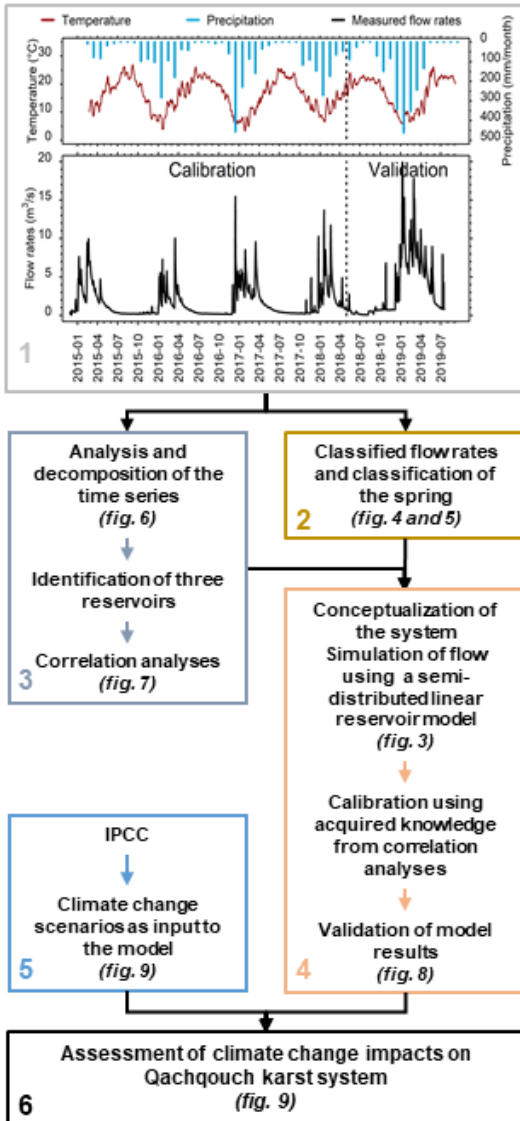 Temperature Precipitation Measured flow rates
Temperature (°C)
30
20
10
0
Precipitation (mm/month)
0
100
200
300
400
500
Calibration Validation
Flow rates (m³/s)
20
15
10
5
0
2015-01
2015-04
2015-07
2015-10
2016-01
2016-04
2016-07
2016-10
2017-01
2017-04
2017-07
2017-10
2018-01
2018-04
2018-07
2018-10
2019-01
2019-04
2019-07
1
Analysis and
decomposition of the
time series
(fig. 6)
Identification of three
reservoirs
Correlation analyses
(fig. 7)
3
Classified flow rates
and classification of
the spring
(fig. 4 and 5)
2
Conceptualization of
the system
Simulation of flow
using a semi-
distributed linear
reservoir model
(fig. 3)
Calibration using
acquired knowledge
from correlation
analyses
Validation of model
results
(fig. 8)
4
IPCC
Climate change
scenarios as input to
the model
(fig. 9)
5
Assessment of climate change impacts on
Qachqouch karst system
(fig. 9)
6